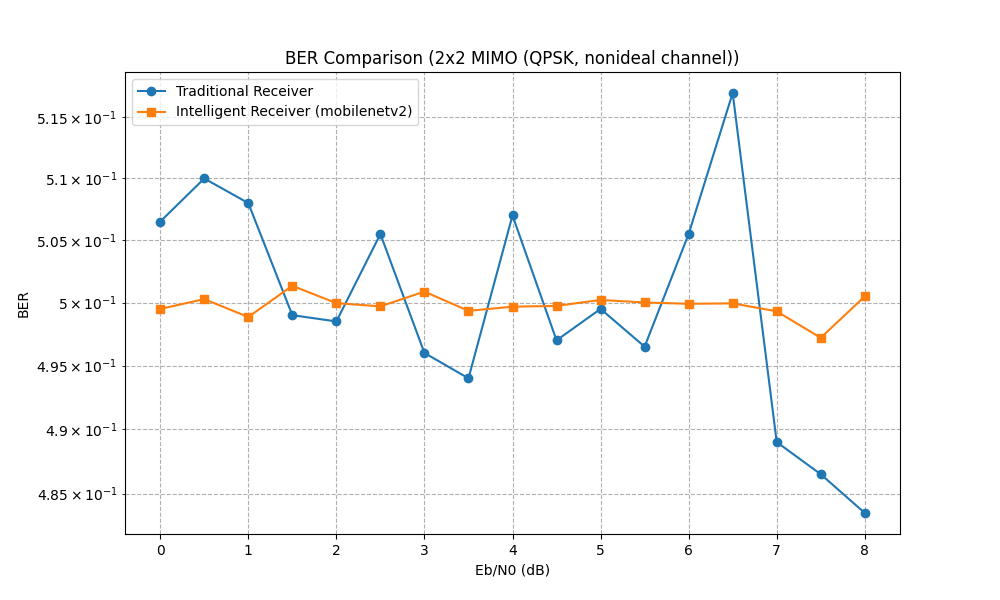 BER Comparison (2x2 MIMO (QPSK, nonideal channel))
Traditional Receiver
Intelligent Receiver (mobilenetv2)
5.15 × 10⁻¹
5.1 × 10⁻¹
5.05 × 10⁻¹
5 × 10⁻¹
4.95 × 10⁻¹
4.9 × 10⁻¹
4.85 × 10⁻¹
BER
0 1 2 3 4 5 6 7 8
Eb/N0 (dB)